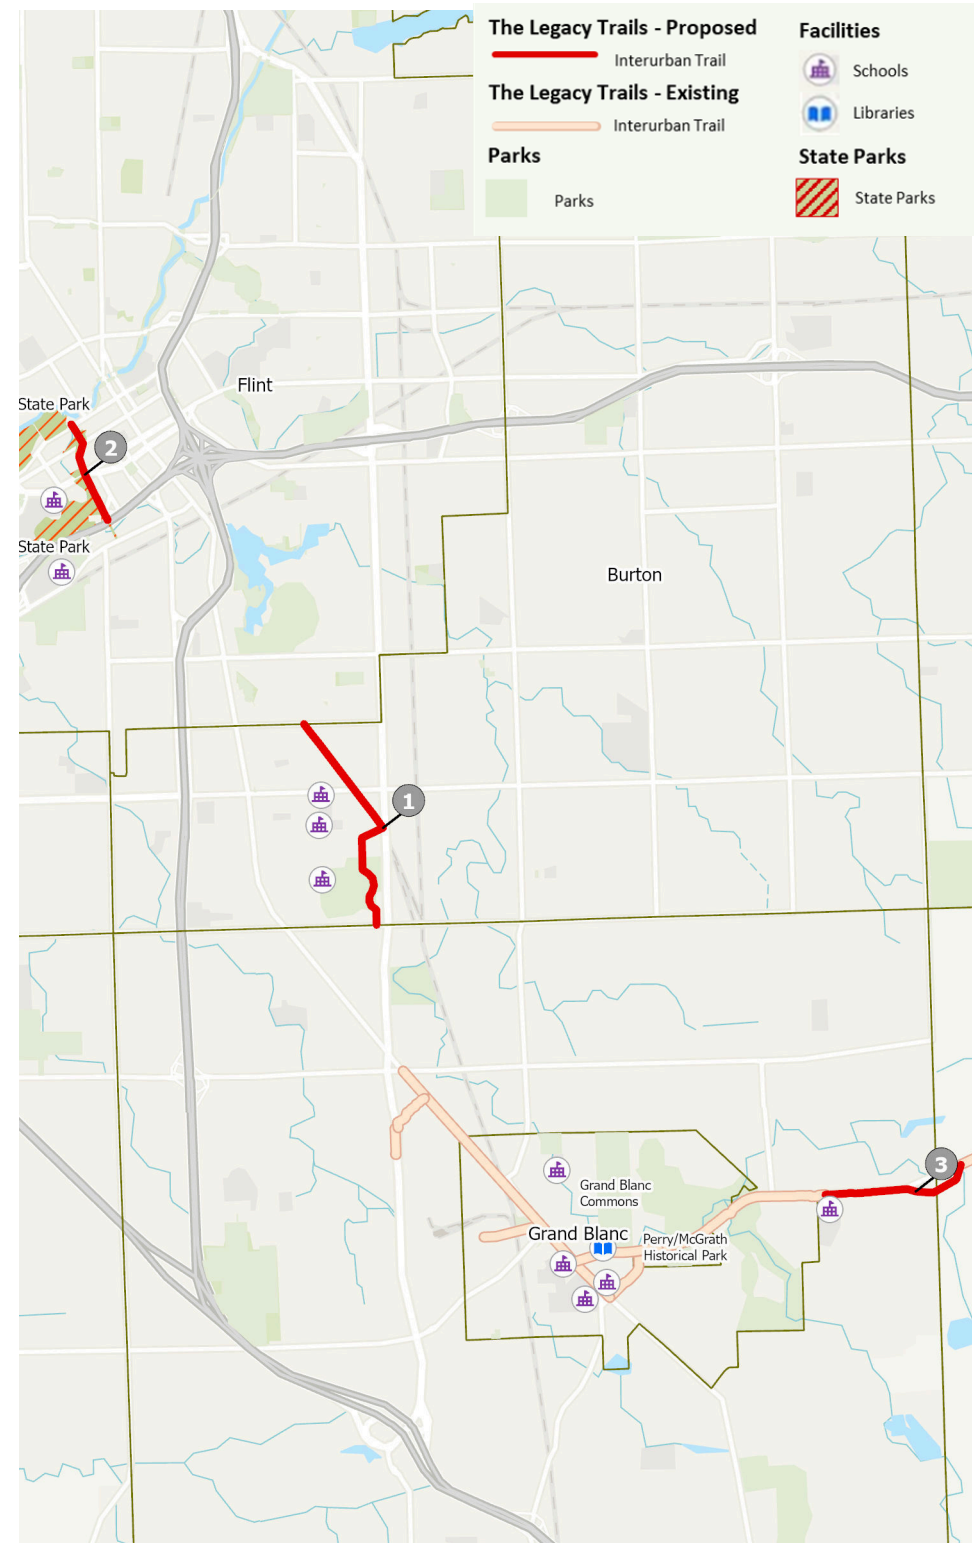 The Legacy Trails - Proposed
Interurban Trail
The Legacy Trails - Existing
Interurban Trail
Parks
Parks
Facilities
Schools
Libraries
State Parks
State Parks
Flint
State Park
2
State Park
Burton
1
3
Grand Blanc
Commons
Grand Blanc
Perry/McGrath
Historical Park